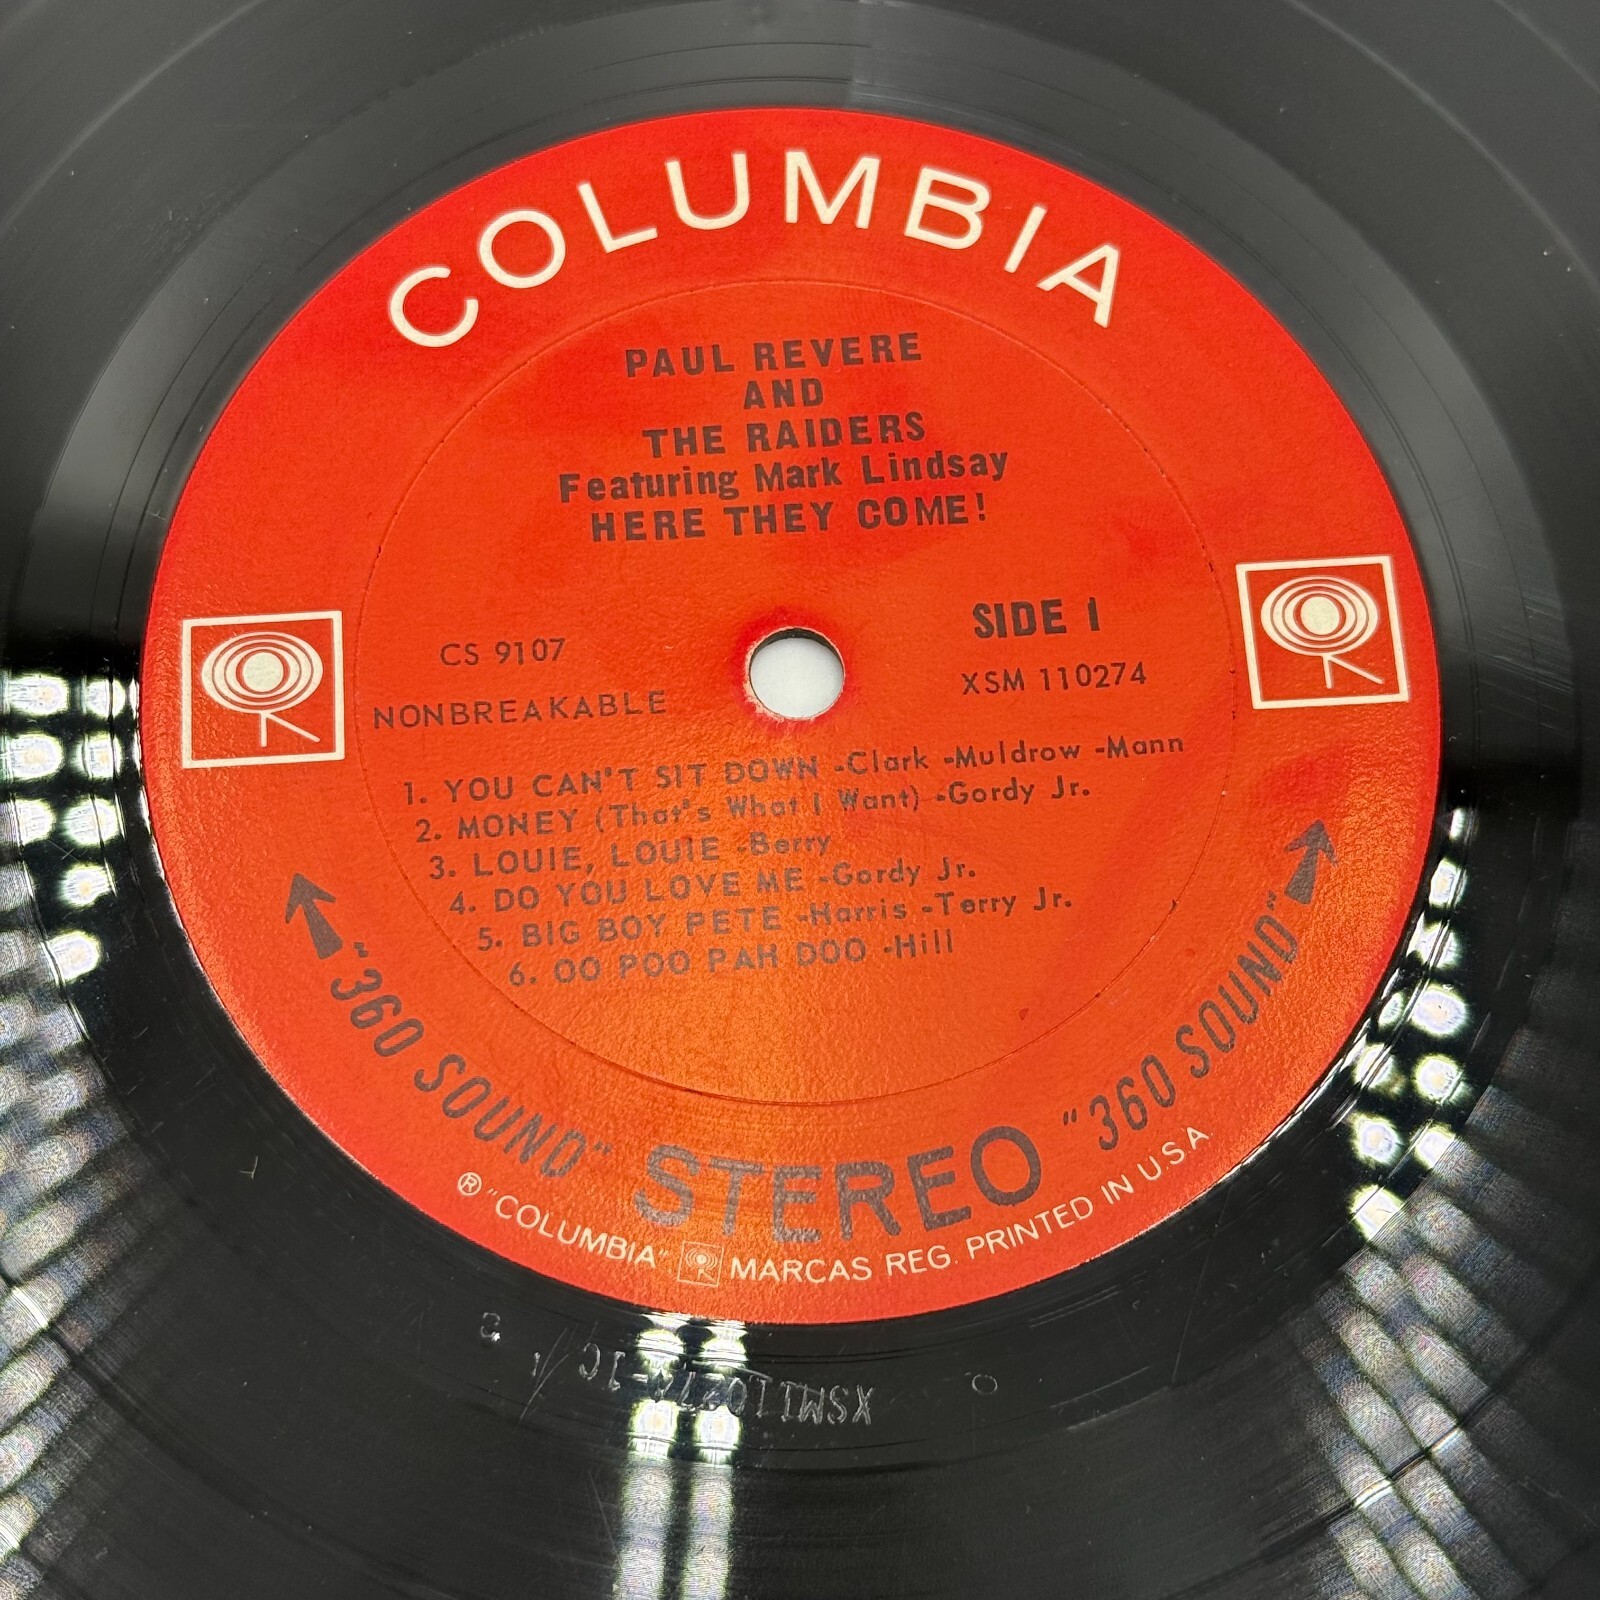 COLUMBIA
PAUL REVERE
AND
THE RAIDERS
Featuring Mark Lindsay
HERE THEY COME!
SIDE 1
CS 9107
XSM 110274
NONBREAKABLE
1. YOU CAN'T SIT DOWN -Clark -Muldrow -Mann
2. MONEY (That's What I Want) -Gordy Jr.
3. LOUIE, LOUIE -Berry
4. DO YOU LOVE ME -Gordy Jr.
5. BIG BOY PETE -Harris -Terry Jr.
6. OO POO PAH DOO -Hill
"360 SOUND" STEREO "360 SOUND"
® "COLUMBIA", MARCAS REG. PRINTED IN U.S.A